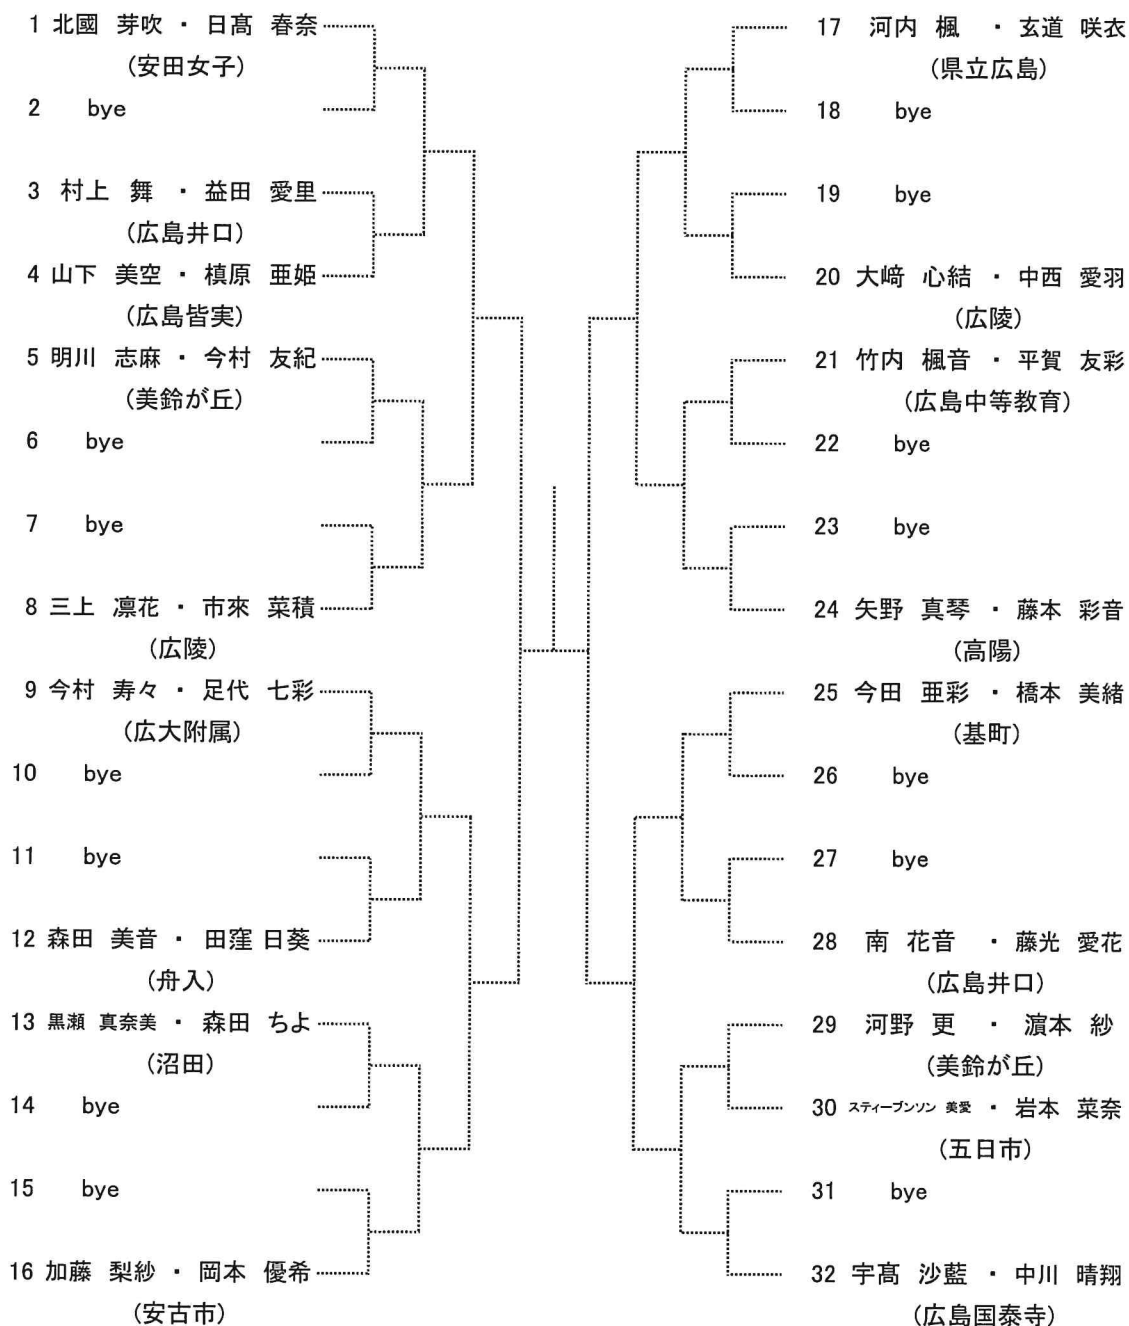 1 北國 芽吹 ・ 日髙 春奈
(安田女子)
2 bye
3 村上 舞 ・ 益田 愛里
(広島井口)
4 山下 美空 ・ 槙原 亜姫
(広島皆実)
5 明川 志麻 ・ 今村 友紀
(美鈴が丘)
6 bye
7 bye
8 三上 凛花 ・ 市來 菜積
(広陵)
9 今村 寿々 ・ 足代 七彩
(広大附属)
10 bye
11 bye
12 森田 美音 ・ 田窪 日葵
(舟入)
13 黒瀬 真奈美 ・ 森田 ちよ
(沼田)
14 bye
15 bye
16 加藤 梨紗 ・ 岡本 優希
(安古市)
17 河内 楓 ・ 玄道 咲衣
(県立広島)
18 bye
19 bye
20 大﨑 心結 ・ 中西 愛羽
(広陵)
21 竹内 楓音 ・ 平賀 友彩
(広島中等教育)
22 bye
23 bye
24 矢野 真琴 ・ 藤本 彩音
(高陽)
25 今田 亜彩 ・ 橋本 美緒
(基町)
26 bye
27 bye
28 南 花音 ・ 藤光 愛花
(広島井口)
29 河野 更 ・ 濵本 紗
(美鈴が丘)
30 スティーブンソン 美愛 ・ 岩本 菜奈
(五日市)
31 bye
32 宇髙 沙藍 ・ 中川 晴翔
(広島国泰寺)